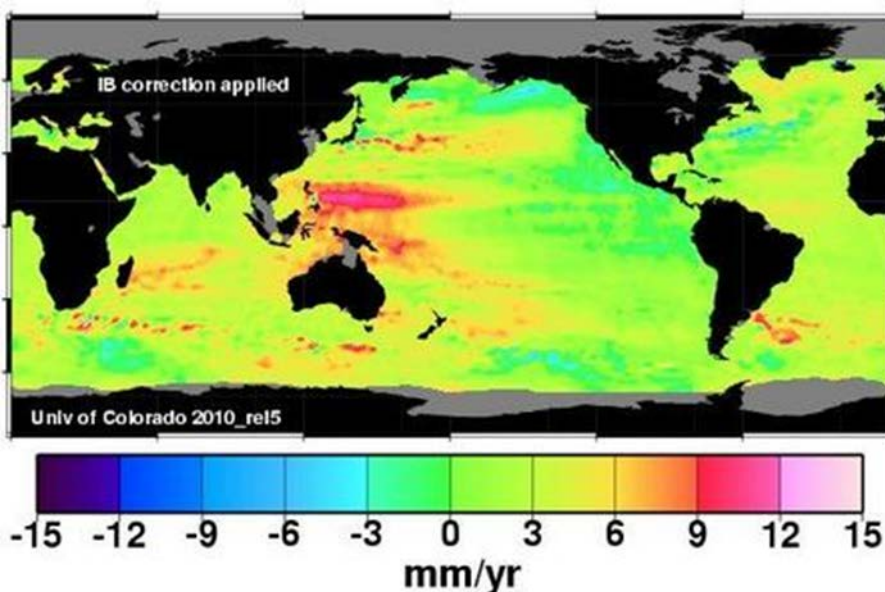 IB correction applied
Univ of Colorado 2010_rel5
-15 -12 -9 -6 -3 0 3 6 9 12 15
mm/yr